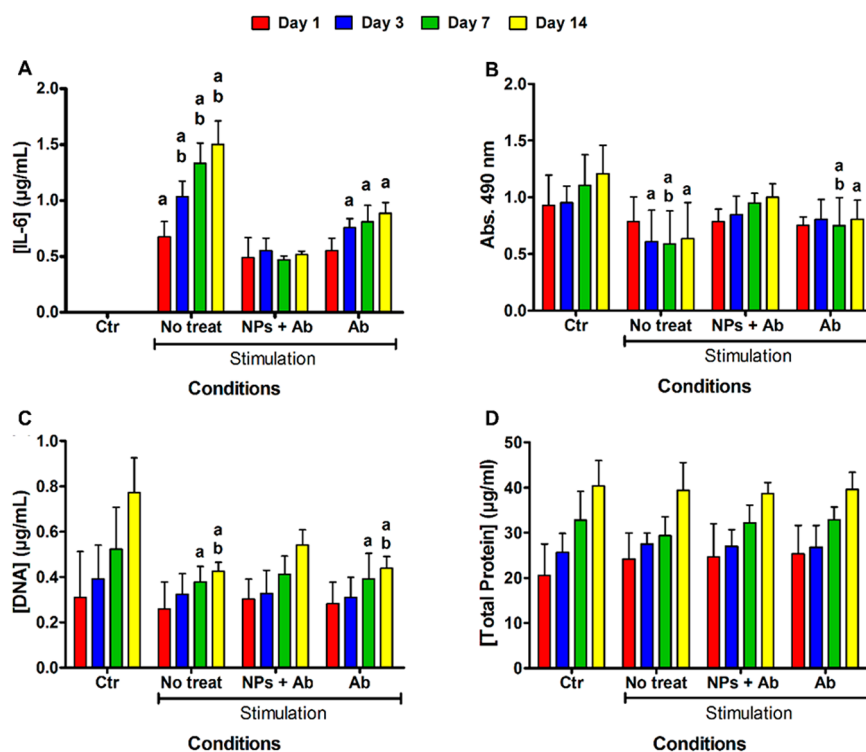 Day 1 Day 3 Day 7 Day 14
A
[IL-6] (µg/mL)
2.0
1.5
1.0
0.5
0.0
a
a
b
a
b
a
b
a
a
a
Ctr No treat NPs + Ab Ab
Stimulation
Conditions
B
Abs. 490 nm
2.0
1.5
1.0
0.5
0.0
a
a
b
a
a
b
a
Ctr No treat NPs + Ab Ab
Stimulation
Conditions
C
[DNA] (µg/mL)
1.0
0.8
0.6
0.4
0.2
0.0
a
a
b
a
a
b
Ctr No treat NPs + Ab Ab
Stimulation
Conditions
D
[Total Protein] (µg/ml)
50
40
30
20
10
0
Ctr No treat NPs + Ab Ab
Stimulation
Conditions